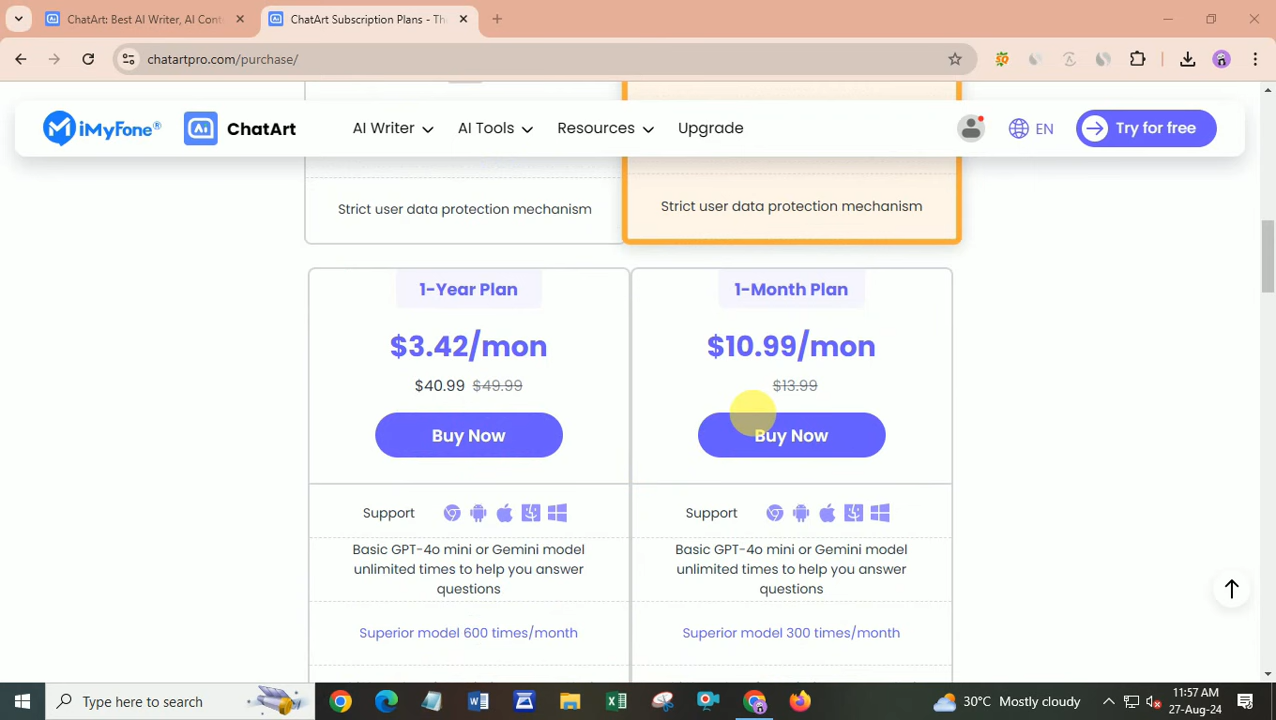 ChatArt: Best AI Writer, AI Cont
ChatArt Subscription Plans - Th
chatartpro.com/purchase/
iMyFone®
Ai
ChatArt
AI Writer
AI Tools
Resources
Upgrade
EN
Try for free
Strict user data protection mechanism
Strict user data protection mechanism
1-Year Plan
$3.42/mon
$40.99 $49.99
Buy Now
Support
Basic GPT-4o mini or Gemini model
unlimited times to help you answer
questions
Superior model 600 times/month
1-Month Plan
$10.99/mon
$13.99
Buy Now
Support
Basic GPT-4o mini or Gemini model
unlimited times to help you answer
questions
Superior model 300 times/month
Type here to search
30°C Mostly cloudy
11:57 AM
27-Aug-24